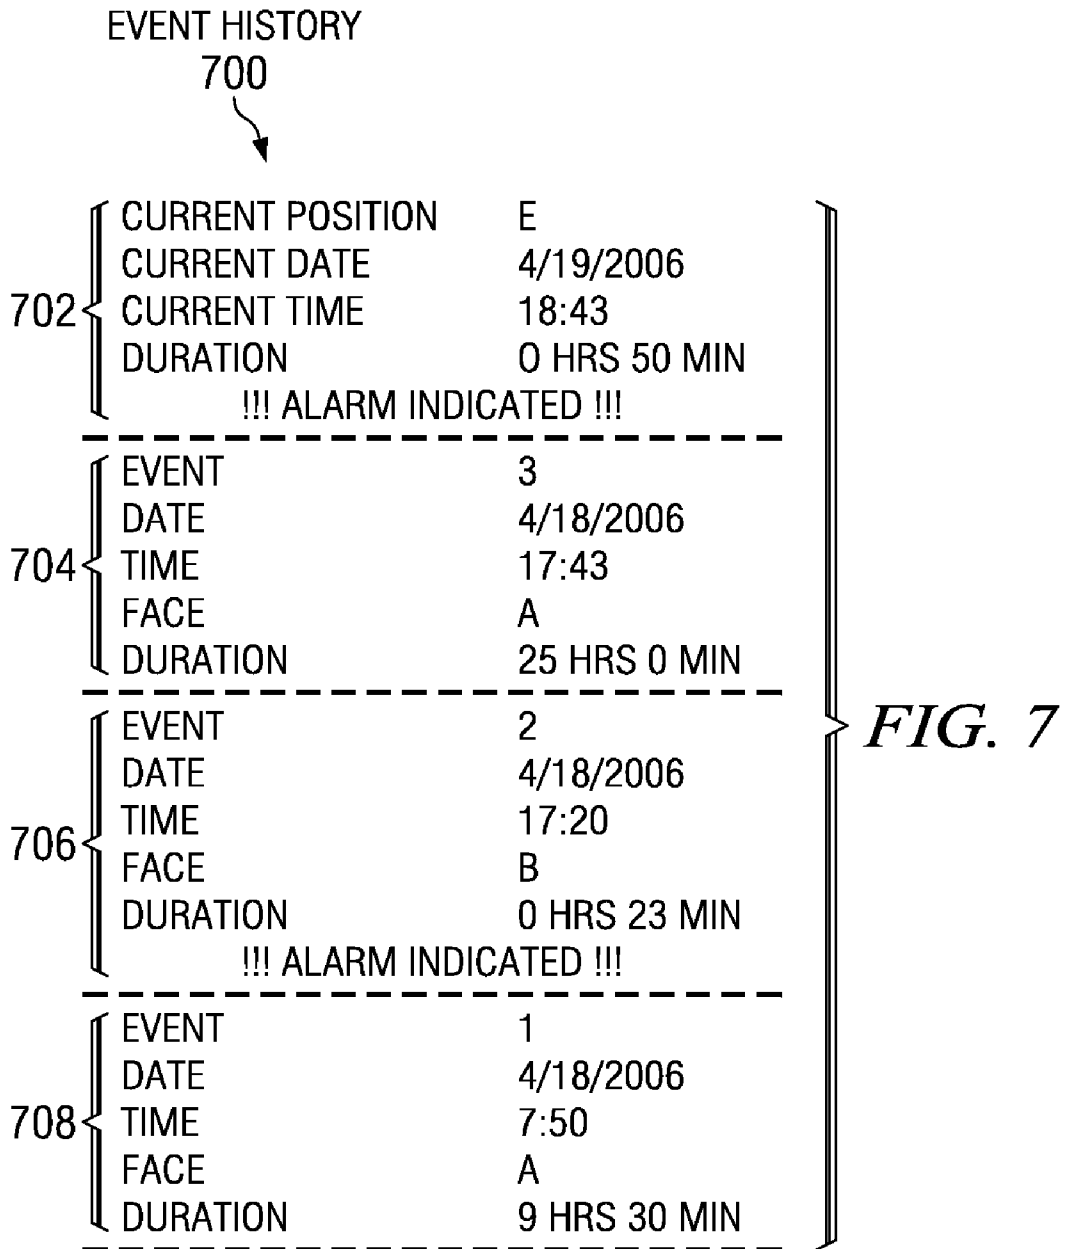 EVENT HISTORY
700
702
CURRENT POSITION E
CURRENT DATE 4/19/2006
CURRENT TIME 18:43
DURATION 0 HRS 50 MIN
!!! ALARM INDICATED !!!
704
EVENT 3
DATE 4/18/2006
TIME 17:43
FACE A
DURATION 25 HRS 0 MIN
706
EVENT 2
DATE 4/18/2006
TIME 17:20
FACE B
DURATION 0 HRS 23 MIN
!!! ALARM INDICATED !!!
708
EVENT 1
DATE 4/18/2006
TIME 7:50
FACE A
DURATION 9 HRS 30 MIN
FIG. 7